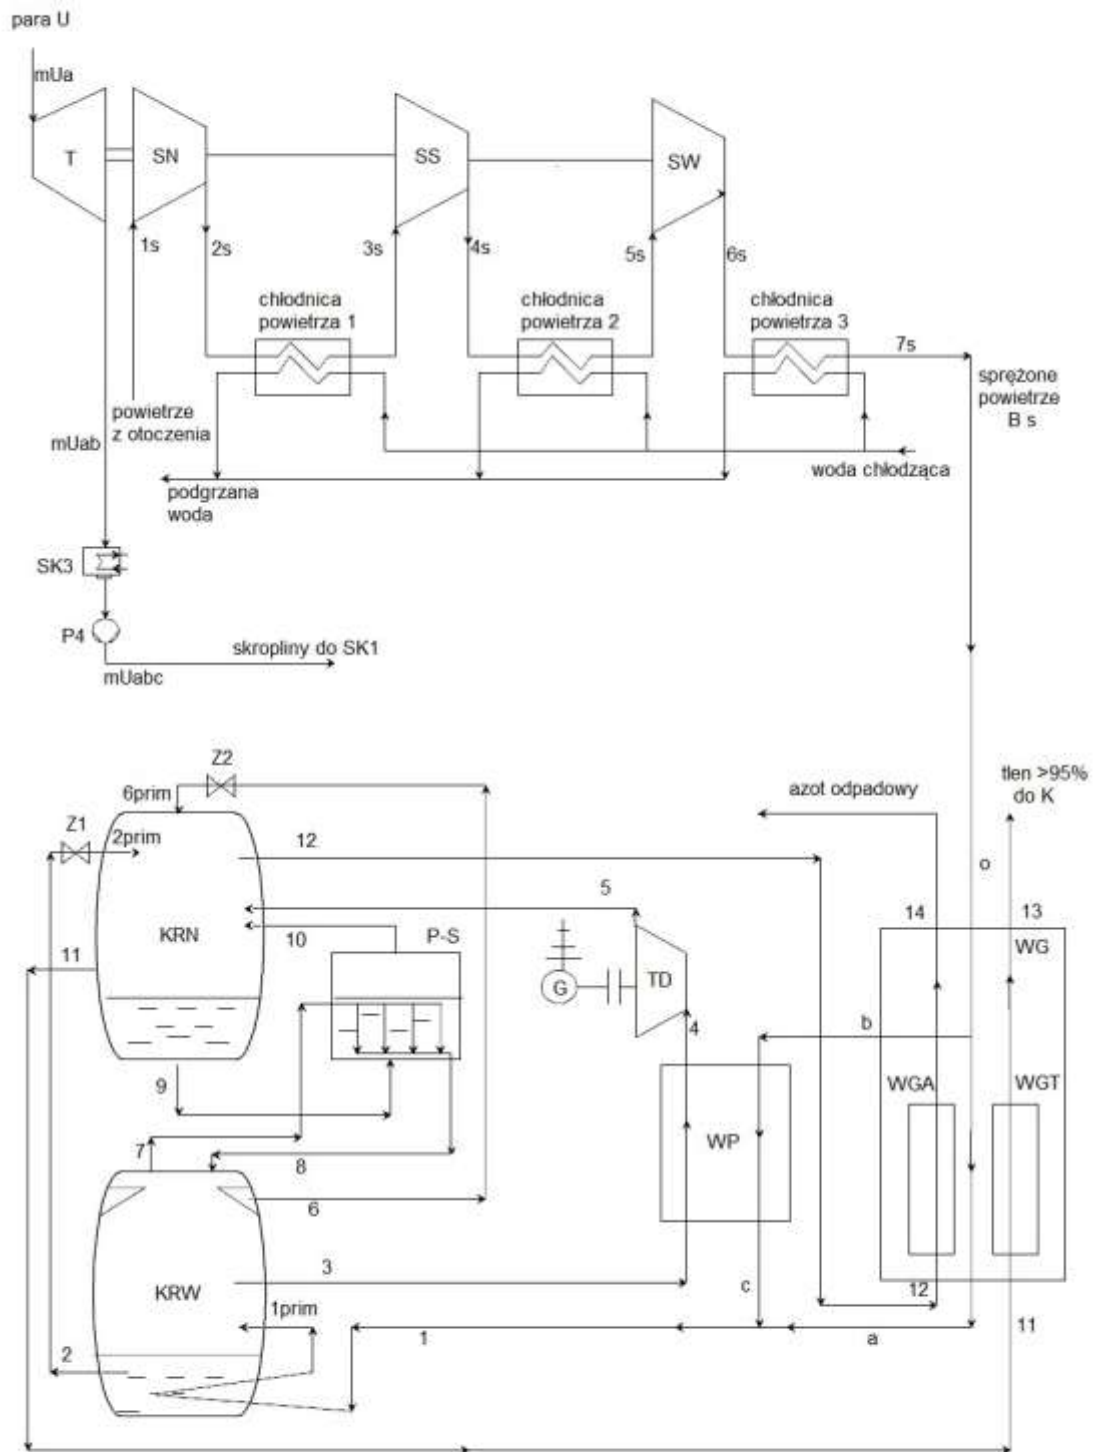 para U
mUa
T
SN
SS
SW
1s
2s
3s
4s
5s
6s
chłodnica
powietrza 1
chłodnica
powietrza 2
chłodnica
powietrza 3
7s
sprężone
powietrze
B s
powietrze
z otoczenia
mUab
woda chłodząca
podgrzana
woda
SK3
P4
skropliny do SK1
mUabc
Z2
6prim
tlen >95%
do K
azot odpadowy
Z1
2prim
12
o
5
14
13
KRN
10
P-S
WG
11
G
TD
4
b
9
WGA
WGT
WP
7
8
6
3
c
12
KRW
1prim
1
a
11
2